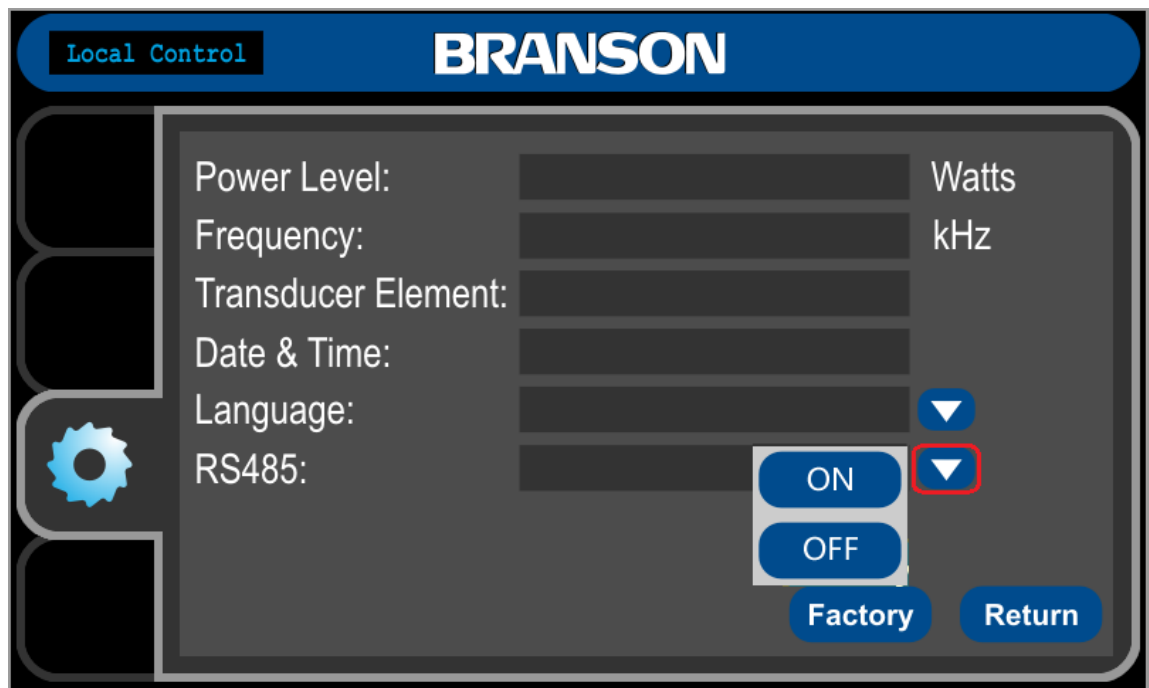 Local Control
BRANSON
Power Level: Watts
Frequency: kHz
Transducer Element:
Date & Time:
Language:
RS485:
ON
OFF
Factory Return